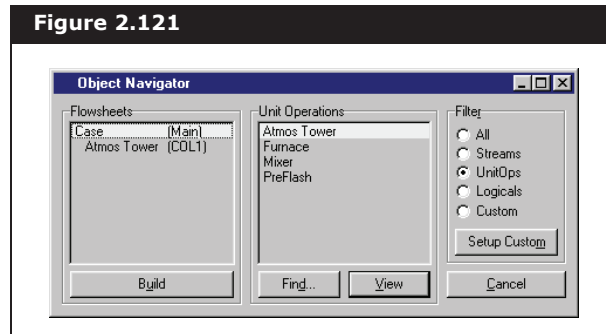 Figure 2.121
Object Navigator
Flowsheets
Case (Main)
Atmos Tower (COL1)
Build
Unit Operations
Atmos Tower
Furnace
Mixer
PreFlash
Find...
View
Filter
All
Streams
UnitOps
Logicals
Custom
Setup Custom
Cancel